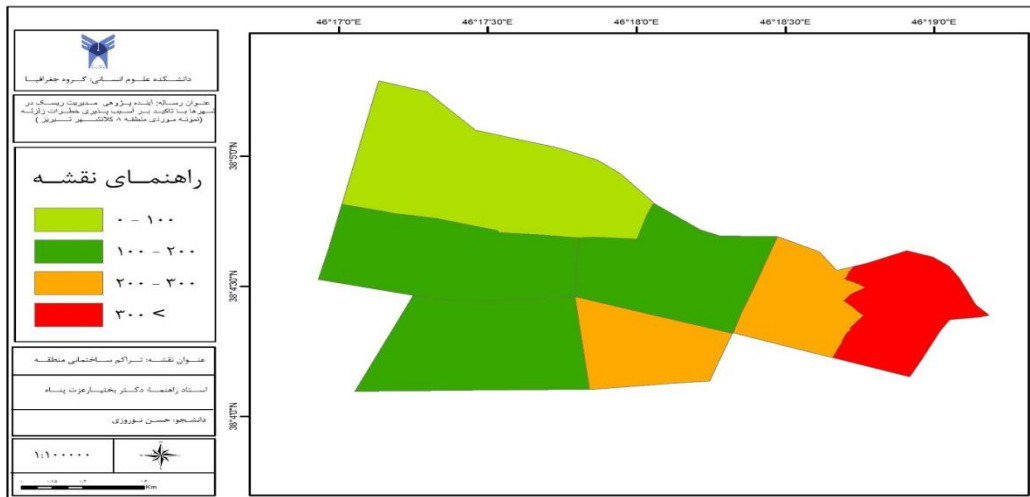 46°17'0"E
46°17'30"E
46°18'0"E
46°18'30"E
46°19'0"E
دانشکده علوم انسانی: گروه جغرافیا
عنوان رساله: آینده پژوهی مدیریت ریسک در
شهرها با تاکید بر آسیب پذیری خطرات زلزله
(نمونه موردی منطقه ۸ کلانشهر تبریز)
راهنمای نقشه
۰ - ۱۰۰
۱۰۰ - ۲۰۰
۲۰۰ - ۳۰۰
۳۰۰ >
عنوان نقشه: تراکم ساختمانی منطقه
استاد راهنما: دکتر بختیارعزت پناه
دانشجو: حسن نوروزی
۱:۱۰۰۰۰۰
Km
38°5'0"N
38°4'30"N
38°4'0"N